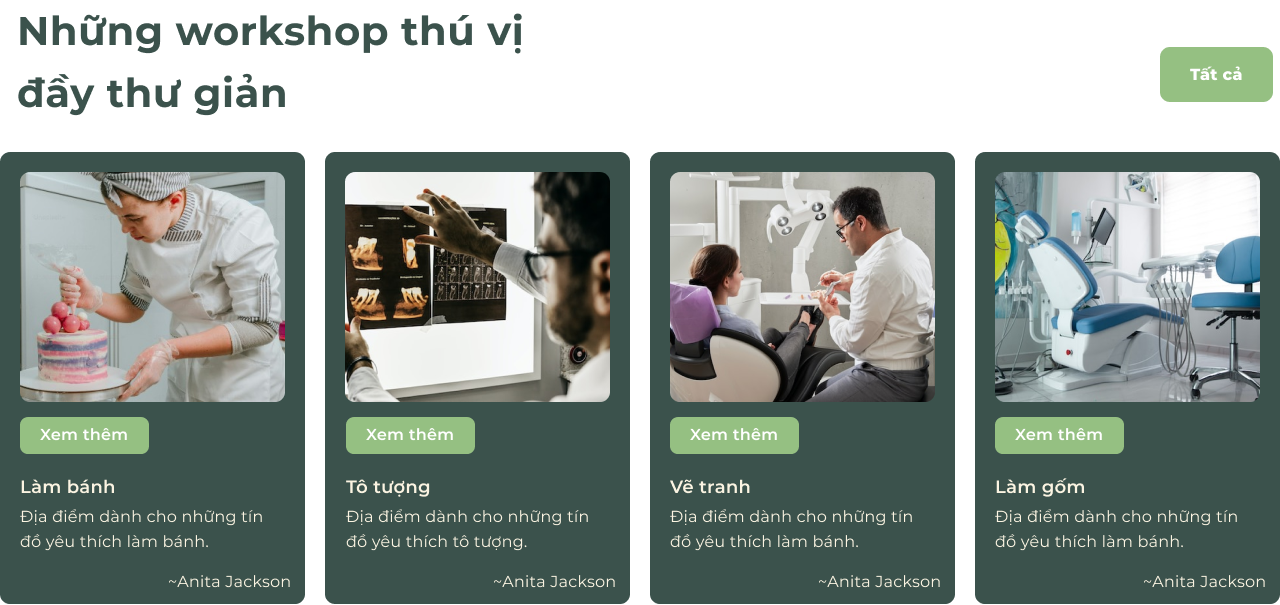 Những workshop thú vị
đầy thư giản
Tất cả
Xem thêm
Làm bánh
Địa điểm dành cho những tín
đồ yêu thích làm bánh.
~Anita Jackson
Xem thêm
Tô tượng
Địa điểm dành cho những tín
đồ yêu thích tô tượng.
~Anita Jackson
Xem thêm
Vẽ tranh
Địa điểm dành cho những tín
đồ yêu thích làm bánh.
~Anita Jackson
Xem thêm
Làm gốm
Địa điểm dành cho những tín
đồ yêu thích làm bánh.
~Anita Jackson